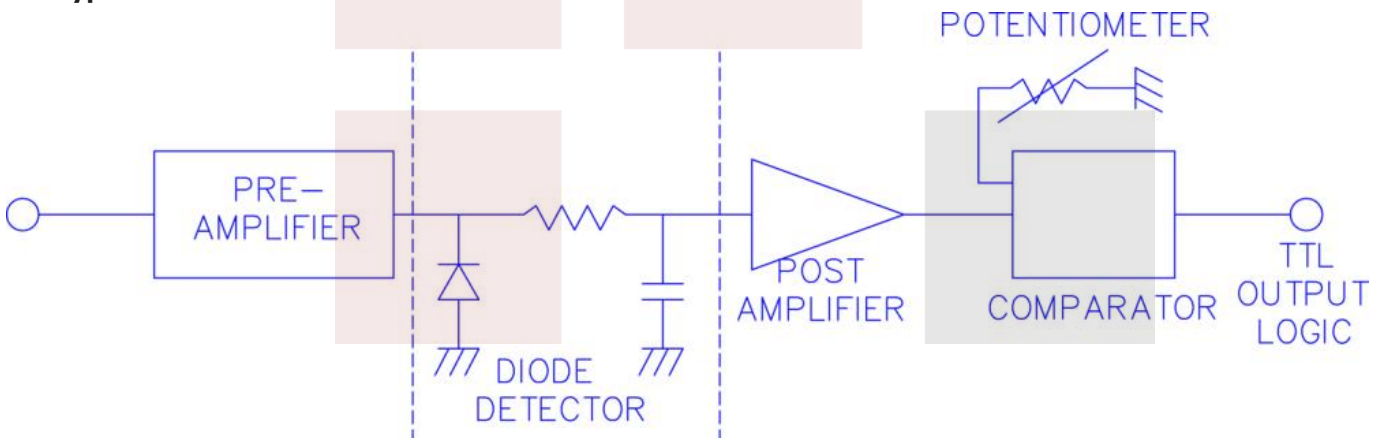 POTENTIOMETER
PRE-
AMPLIFIER
POST
AMPLIFIER
COMPARATOR
TTL
OUTPUT
LOGIC
DIODE
DETECTOR